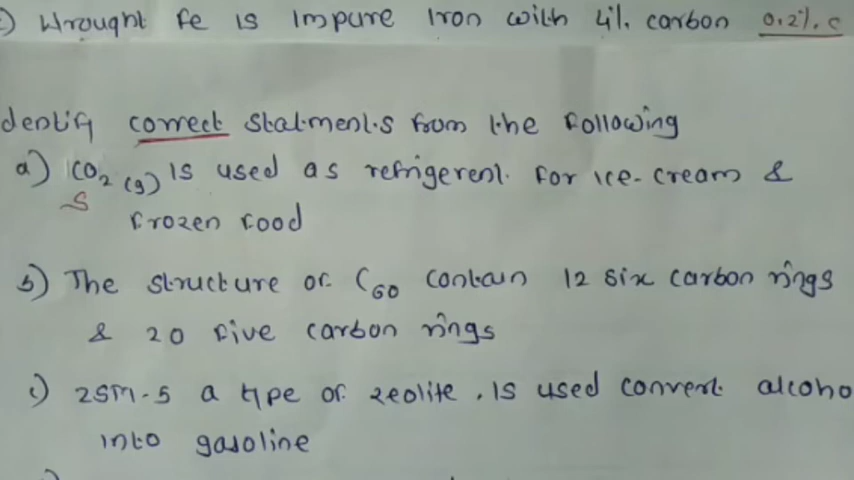 Wrought Fe is Impure Iron with 4%. carbon 0.2%. C
dentify correct Statments from the Following
a) CO2 (g) is used as refrigerent. For ice-cream &
S
Frozen Food
b) The structure of C60 contain 12 six carbon rings
& 20 Five carbon rings
c) ZSM-5 a type of zeolite, is used convert alcoho
into gasoline